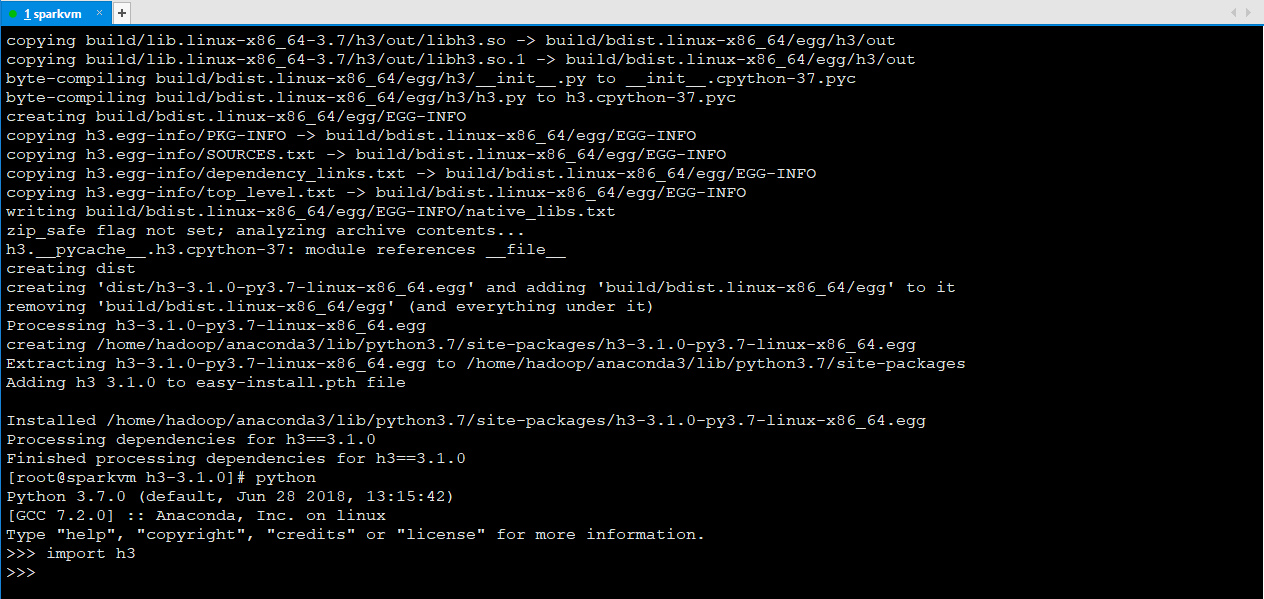 1 sparkvm × +
copying build/lib.linux-x86_64-3.7/h3/out/libh3.so -> build/bdist.linux-x86_64/egg/h3/out
copying build/lib.linux-x86_64-3.7/h3/out/libh3.so.1 -> build/bdist.linux-x86_64/egg/h3/out
byte-compiling build/bdist.linux-x86_64/egg/h3/__init__.py to __init__.cpython-37.pyc
byte-compiling build/bdist.linux-x86_64/egg/h3/h3.py to h3.cpython-37.pyc
creating build/bdist.linux-x86_64/egg/EGG-INFO
copying h3.egg-info/PKG-INFO -> build/bdist.linux-x86_64/egg/EGG-INFO
copying h3.egg-info/SOURCES.txt -> build/bdist.linux-x86_64/egg/EGG-INFO
copying h3.egg-info/dependency_links.txt -> build/bdist.linux-x86_64/egg/EGG-INFO
copying h3.egg-info/top_level.txt -> build/bdist.linux-x86_64/egg/EGG-INFO
writing build/bdist.linux-x86_64/egg/EGG-INFO/native_libs.txt
zip_safe flag not set; analyzing archive contents...
h3.__pycache__.h3.cpython-37: module references __file__
creating dist
creating 'dist/h3-3.1.0-py3.7-linux-x86_64.egg' and adding 'build/bdist.linux-x86_64/egg' to it
removing 'build/bdist.linux-x86_64/egg' (and everything under it)
Processing h3-3.1.0-py3.7-linux-x86_64.egg
creating /home/hadoop/anaconda3/lib/python3.7/site-packages/h3-3.1.0-py3.7-linux-x86_64.egg
Extracting h3-3.1.0-py3.7-linux-x86_64.egg to /home/hadoop/anaconda3/lib/python3.7/site-packages
Adding h3 3.1.0 to easy-install.pth file
Installed /home/hadoop/anaconda3/lib/python3.7/site-packages/h3-3.1.0-py3.7-linux-x86_64.egg
Processing dependencies for h3==3.1.0
Finished processing dependencies for h3==3.1.0
[root@sparkvm h3-3.1.0]# python
Python 3.7.0 (default, Jun 28 2018, 13:15:42)
[GCC 7.2.0] :: Anaconda, Inc. on linux
Type "help", "copyright", "credits" or "license" for more information.
>>> import h3
>>>